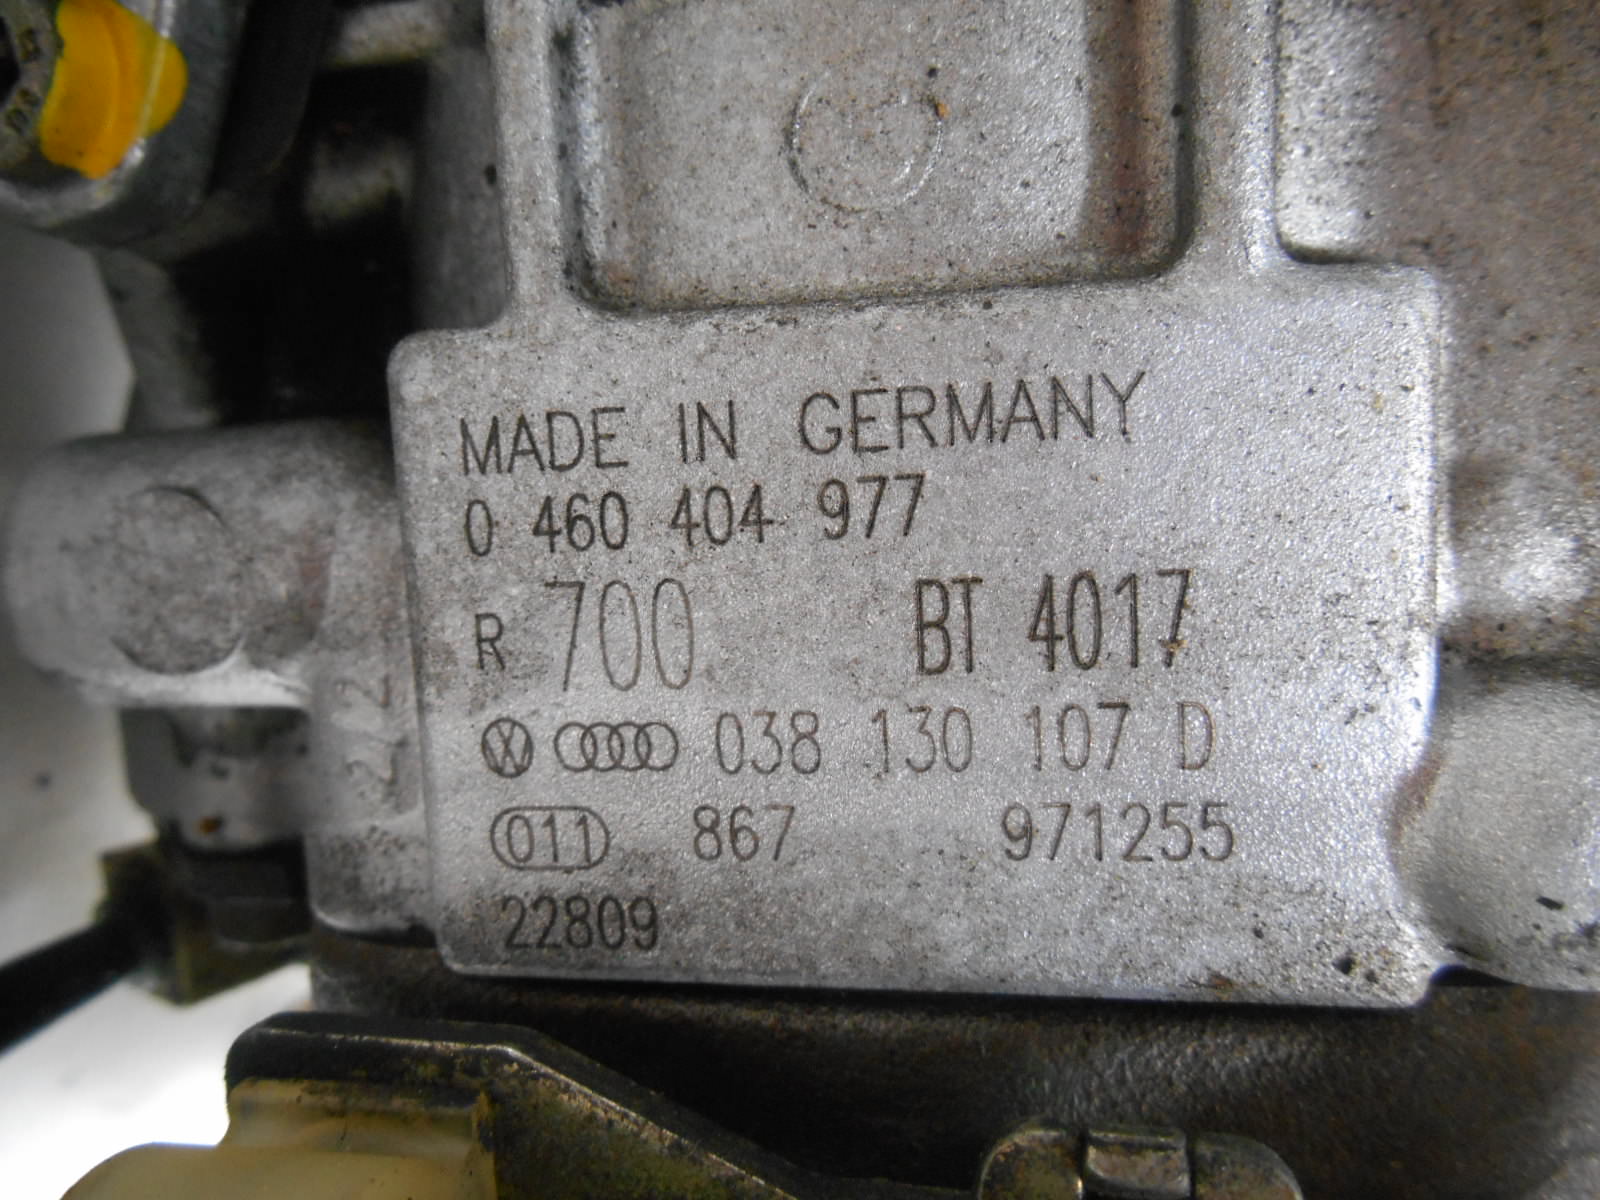 MADE IN GERMANY
0 460 404 977
R 700 BT 4017
038 130 107 D
011 867 971255
22809